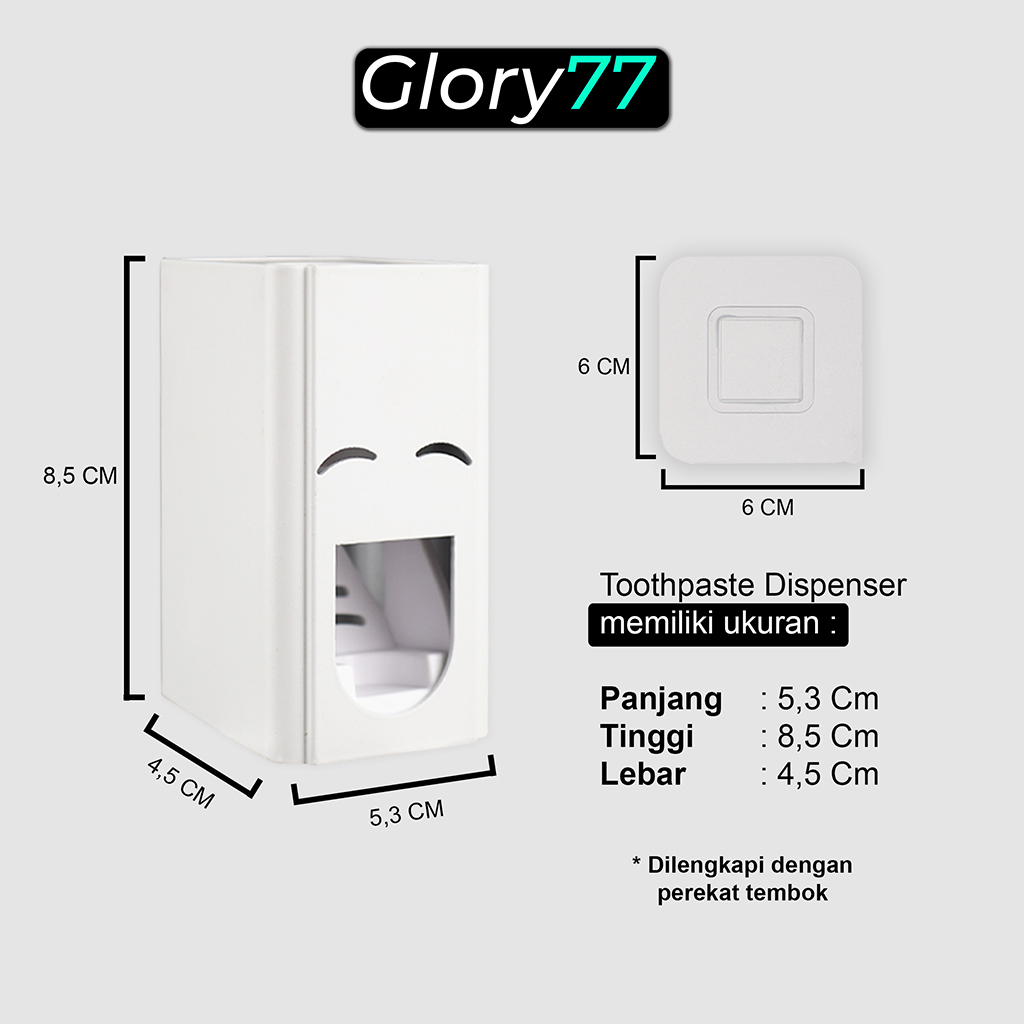 Glory77
8,5 CM
4,5 CM
5,3 CM
6 CM
6 CM
Toothpaste Dispenser
memiliki ukuran :
Panjang : 5,3 Cm
Tinggi : 8,5 Cm
Lebar : 4,5 Cm
* Dilengkapi dengan
perekat tembok